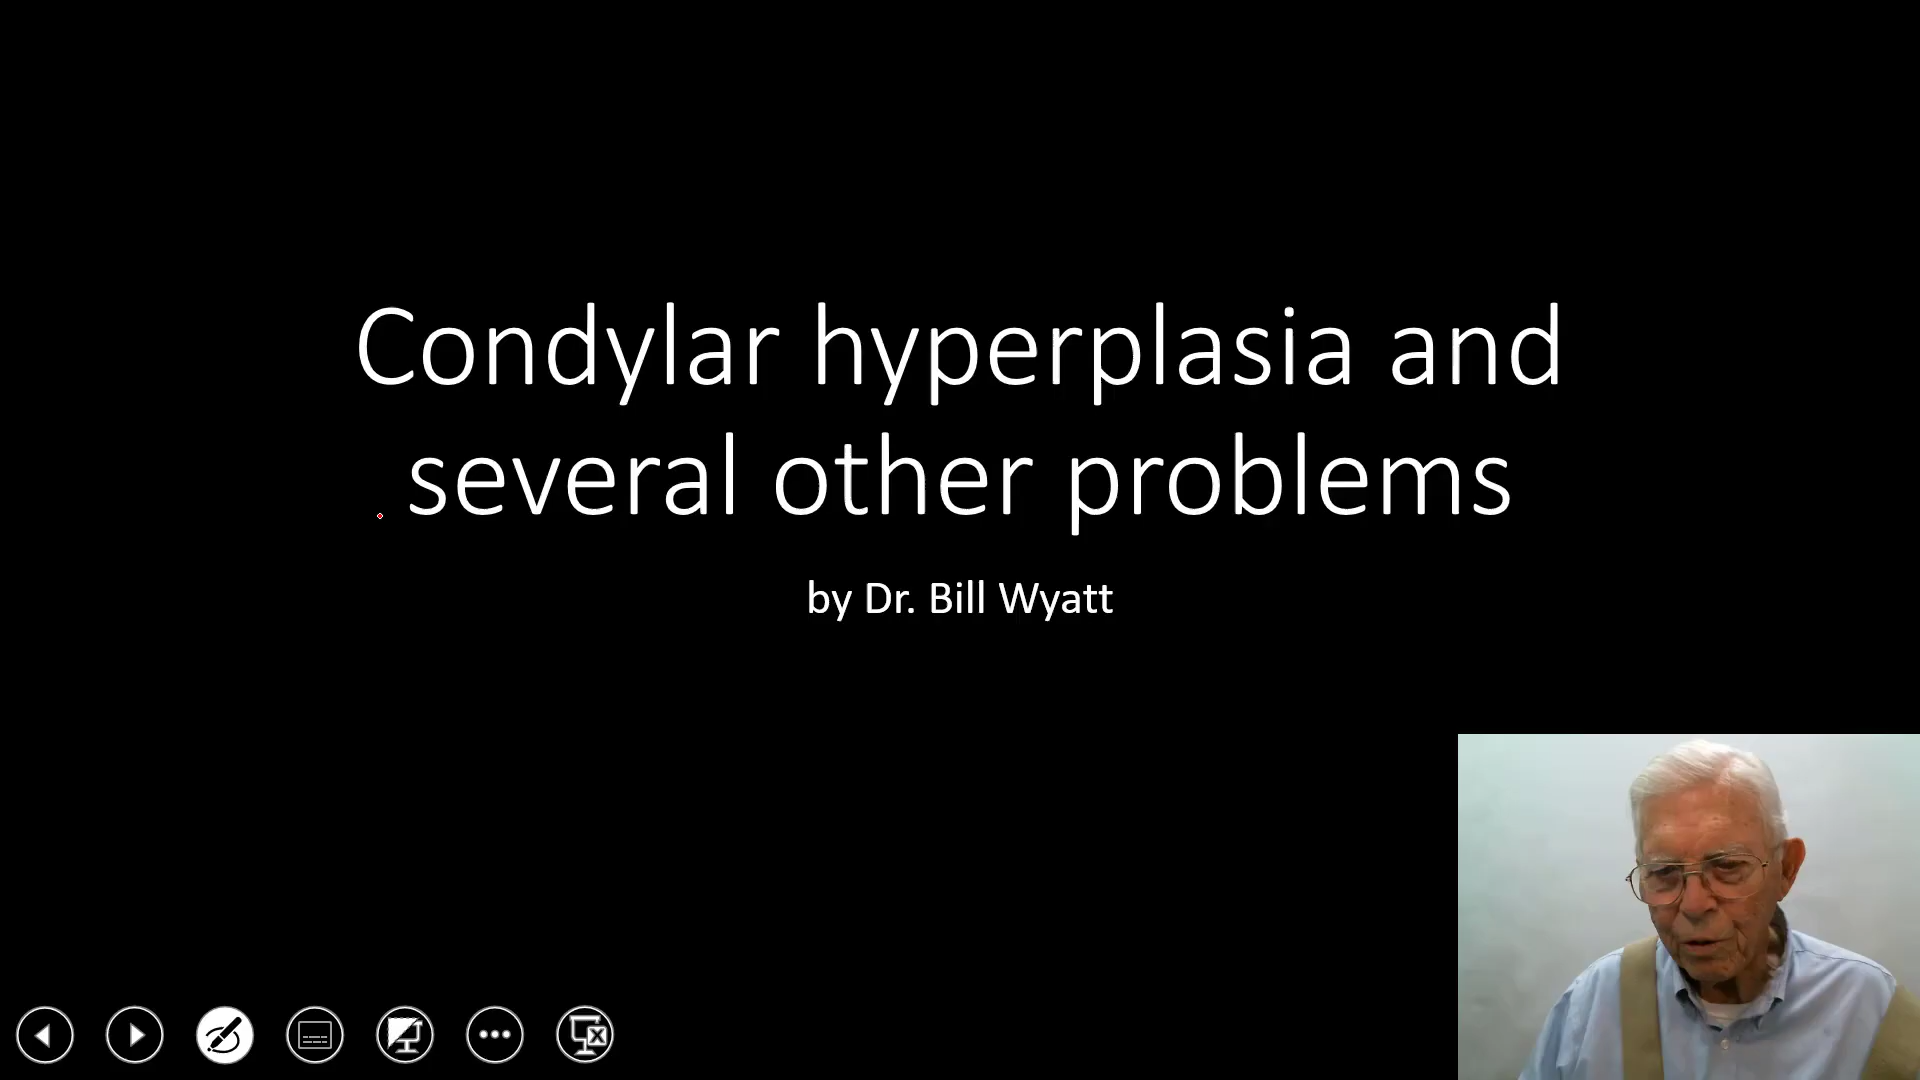 Condylar hyperplasia and
several other problems
by Dr. Bill Wyatt